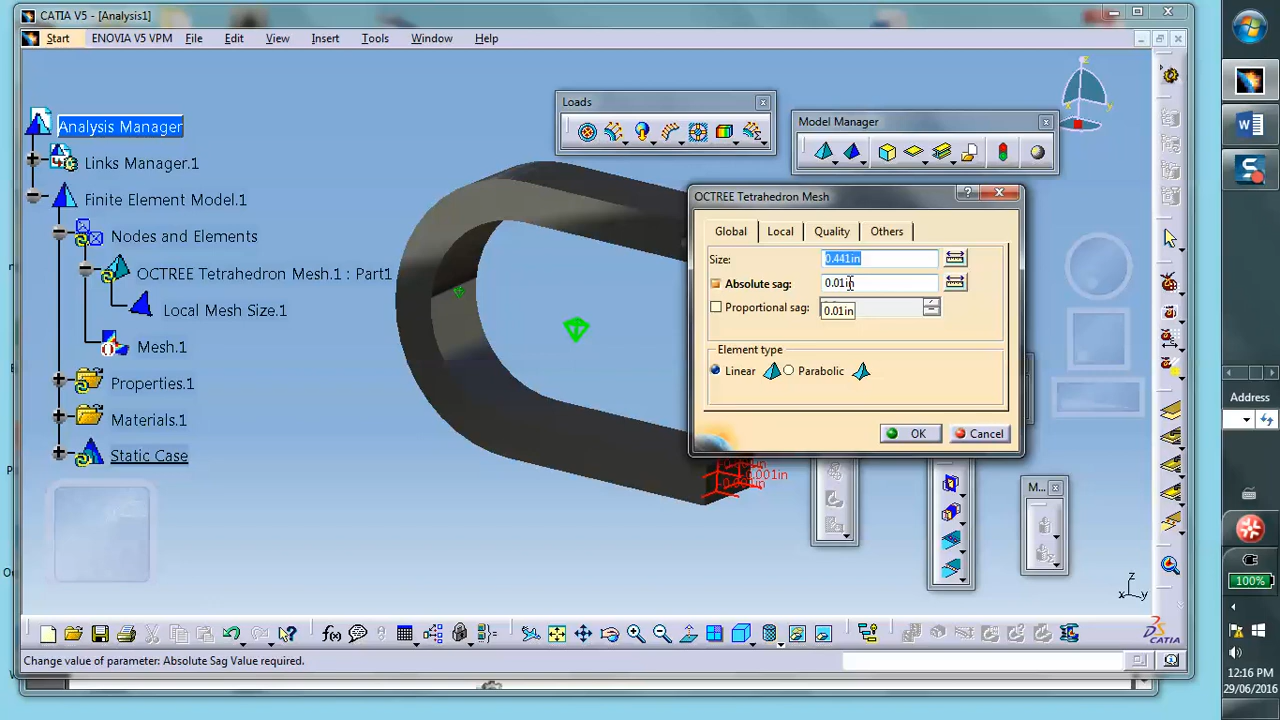 CATIA V5 - [Analysis1]
Start ENOVIA V5 VPM File Edit View Insert Tools Window Help
Loads
Model Manager
Analysis Manager
Links Manager.1
Finite Element Model.1
Nodes and Elements
OCTREE Tetrahedron Mesh.1 : Part1
Local Mesh Size.1
Mesh.1
Properties.1
Materials.1
Static Case
OCTREE Tetrahedron Mesh
Global Local Quality Others
Size: 0.441in
Absolute sag: 0.01in
Proportional sag:
0.01in
Element type
Linear Parabolic
OK Cancel
M...
z
x y
CATIA
Change value of parameter: Absolute Sag Value required.
Address
100%
12:16 PM
29/06/2016